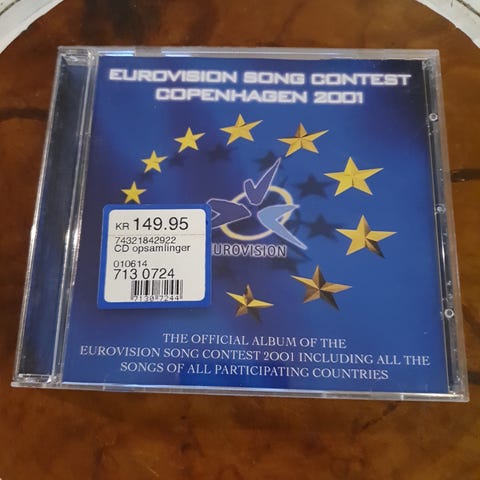 EUROVISION SONG CONTEST
COPENHAGEN 2001
KR 149.95
74321842922
CD opsamlinger
010614
713 0724
EUROVISION
THE OFFICIAL ALBUM OF THE
EUROVISION SONG CONTEST 2001 INCLUDING ALL THE
SONGS OF ALL PARTICIPATING COUNTRIES